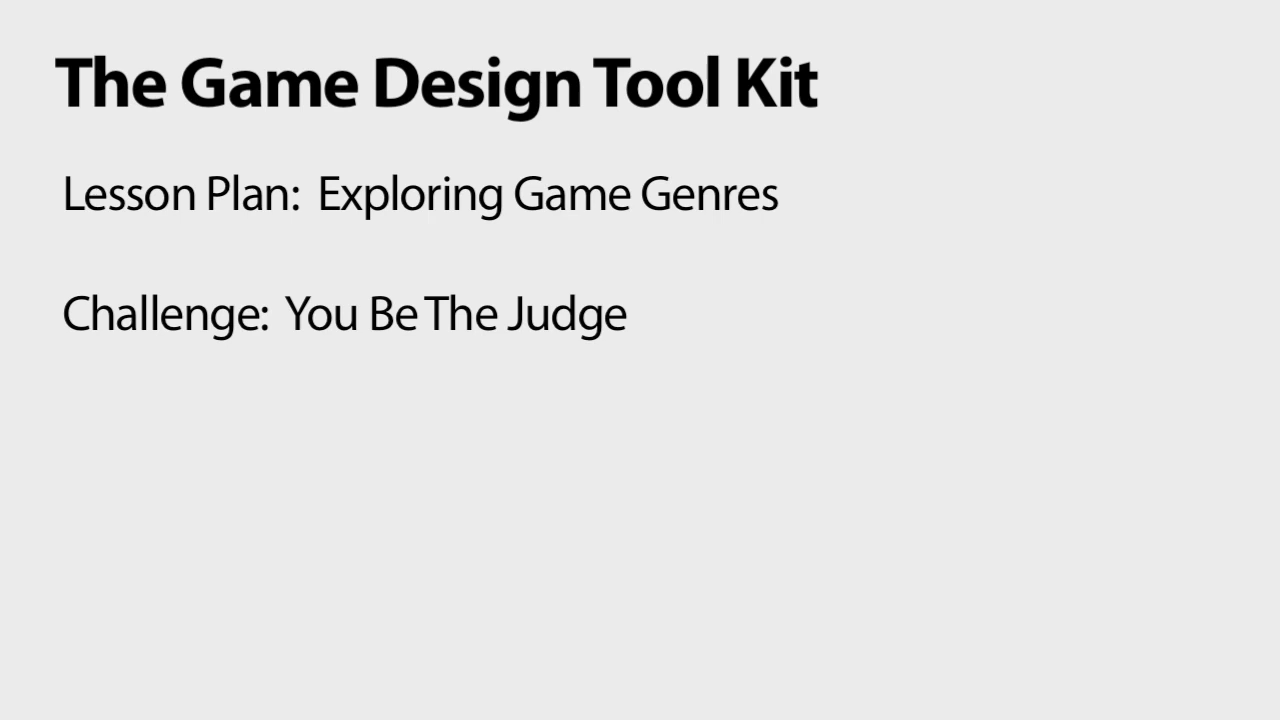 The Game Design Tool Kit
Lesson Plan: Exploring Game Genres
Challenge: You Be The Judge